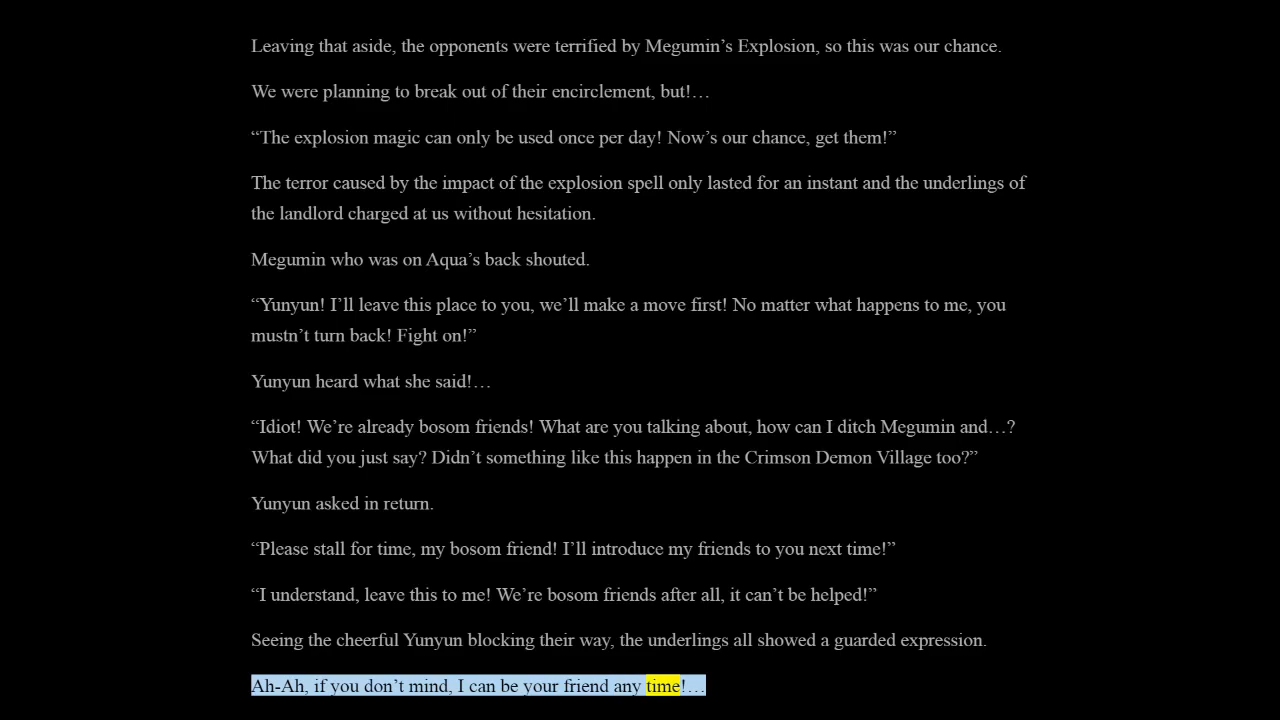 Leaving that aside, the opponents were terrified by Megumin’s Explosion, so this was our chance.
We were planning to break out of their encirclement, but!…
“The explosion magic can only be used once per day! Now’s our chance, get them!”
The terror caused by the impact of the explosion spell only lasted for an instant and the underlings of
the landlord charged at us without hesitation.
Megumin who was on Aqua’s back shouted.
“Yunyun! I’ll leave this place to you, we’ll make a move first! No matter what happens to me, you
mustn’t turn back! Fight on!”
Yunyun heard what she said!…
“Idiot! We’re already bosom friends! What are you talking about, how can I ditch Megumin and…?
What did you just say? Didn’t something like this happen in the Crimson Demon Village too?”
Yunyun asked in return.
“Please stall for time, my bosom friend! I’ll introduce my friends to you next time!”
“I understand, leave this to me! We’re bosom friends after all, it can’t be helped!”
Seeing the cheerful Yunyun blocking their way, the underlings all showed a guarded expression.
Ah-Ah, if you don’t mind, I can be your friend any time!…